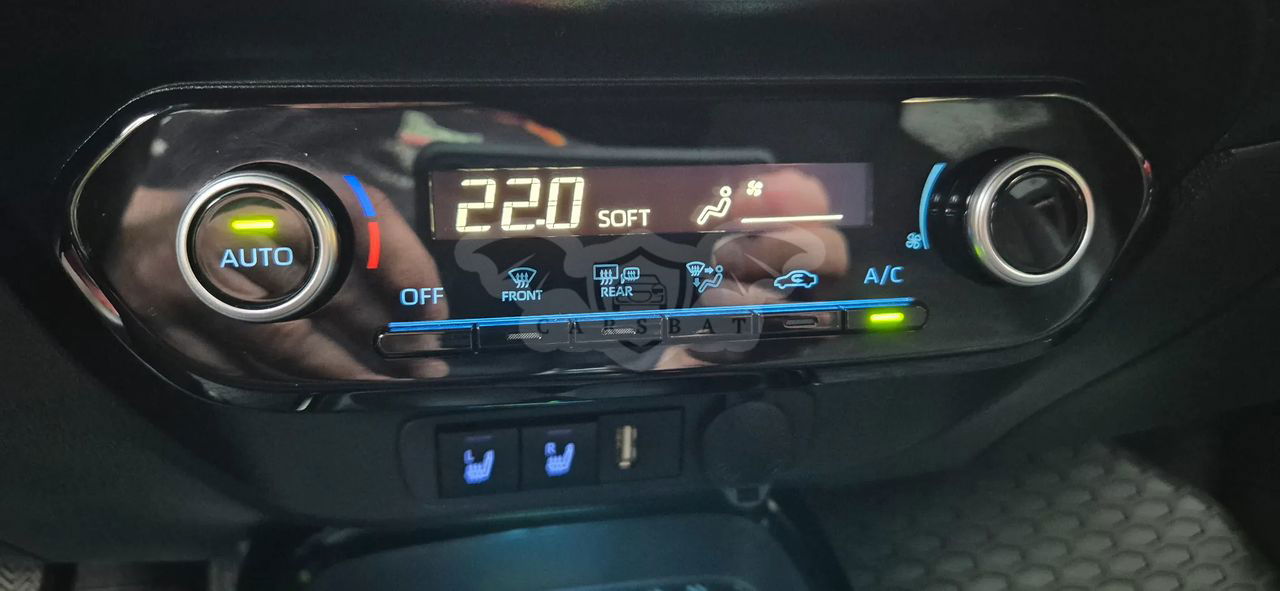 22.0 SOFT
AUTO
OFF
FRONT
REAR
A/C
CARSBAT
L
R